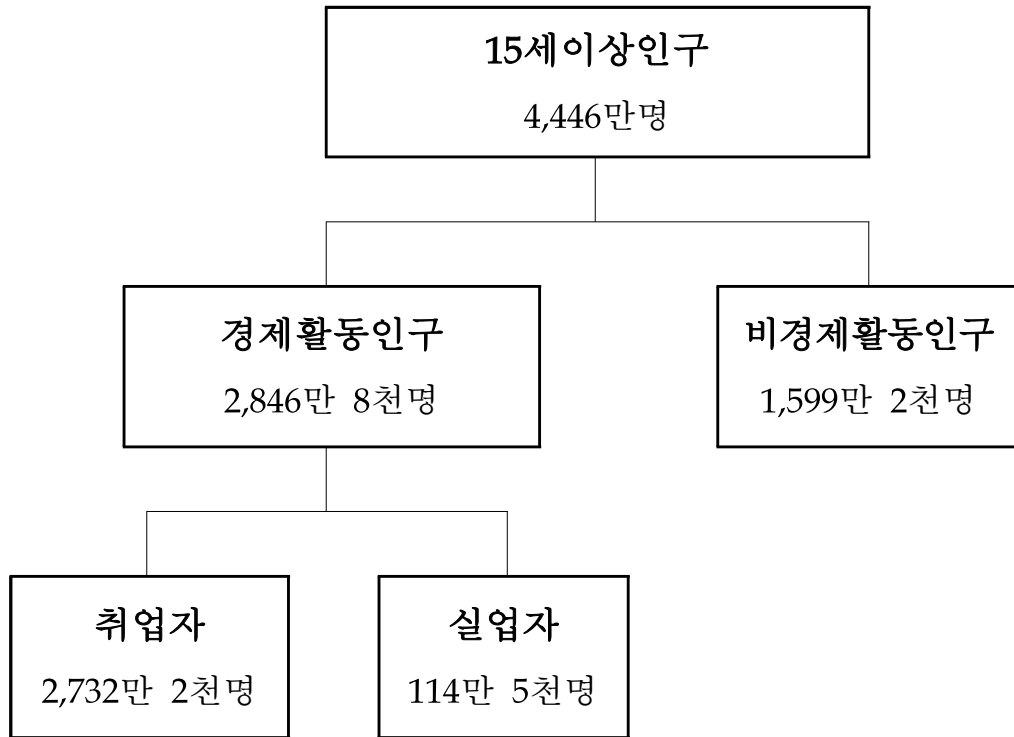 15세이상인구
4,446만명
경제활동인구
2,846만 8천명
비경제활동인구
1,599만 2천명
취업자
2,732만 2천명
실업자
114만 5천명